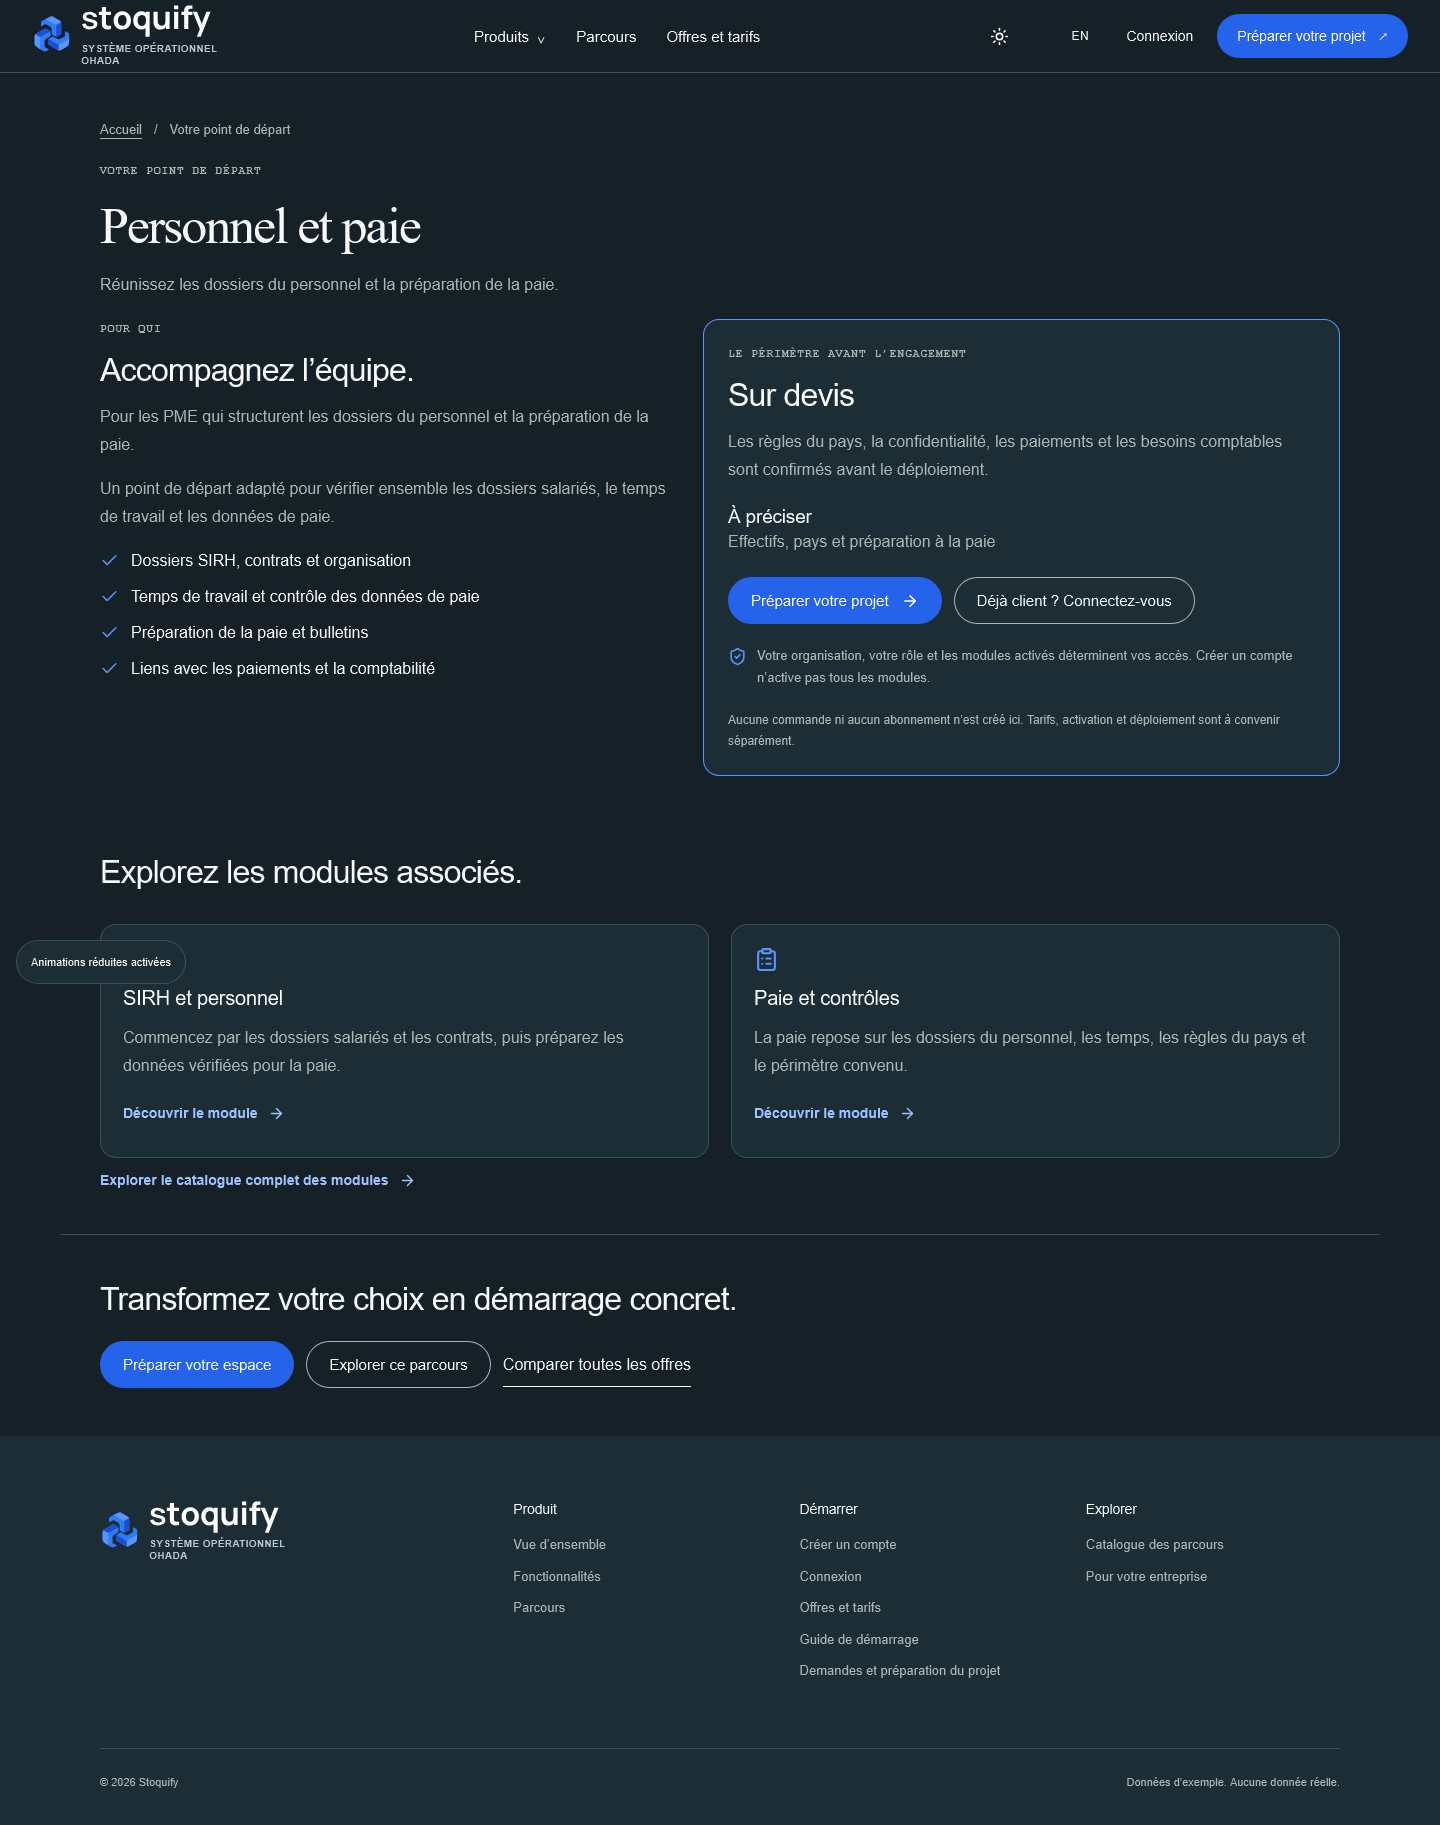 stoquify
SYSTÈME OPÉRATIONNEL
OHADA
Produits
Parcours
Offres et tarifs
EN
Connexion
Préparer votre projet ↗
Accueil / Votre point de départ
VOTRE POINT DE DÉPART
Personnel et paie
Réunissez les dossiers du personnel et la préparation de la paie.
POUR QUI
Accompagnez l’équipe.
Pour les PME qui structurent les dossiers du personnel et la préparation de la
paie.
Un point de départ adapté pour vérifier ensemble les dossiers salariés, le temps
de travail et les données de paie.
Dossiers SIRH, contrats et organisation
Temps de travail et contrôle des données de paie
Préparation de la paie et bulletins
Liens avec les paiements et la comptabilité
LE PÉRIMÈTRE AVANT L’ENGAGEMENT
Sur devis
Les règles du pays, la confidentialité, les paiements et les besoins comptables
sont confirmés avant le déploiement.
À préciser
Effectifs, pays et préparation à la paie
Préparer votre projet
Déjà client ? Connectez-vous
Votre organisation, votre rôle et les modules activés déterminent vos accès. Créer un compte
n’active pas tous les modules.
Aucune commande ni aucun abonnement n’est créé ici. Tarifs, activation et déploiement sont à convenir
séparément.
Explorez les modules associés.
Animations réduites activées
SIRH et personnel
Commencez par les dossiers salariés et les contrats, puis préparez les
données vérifiées pour la paie.
Découvrir le module
Paie et contrôles
La paie repose sur les dossiers du personnel, les temps, les règles du pays et
le périmètre convenu.
Découvrir le module
Explorer le catalogue complet des modules
Transformez votre choix en démarrage concret.
Préparer votre espace
Explorer ce parcours
Comparer toutes les offres
stoquify
SYSTÈME OPÉRATIONNEL
OHADA
Produit
Vue d’ensemble
Fonctionnalités
Parcours
Démarrer
Créer un compte
Connexion
Offres et tarifs
Guide de démarrage
Demandes et préparation du projet
Explorer
Catalogue des parcours
Pour votre entreprise
© 2026 Stoquify
Données d’exemple. Aucune donnée réelle.